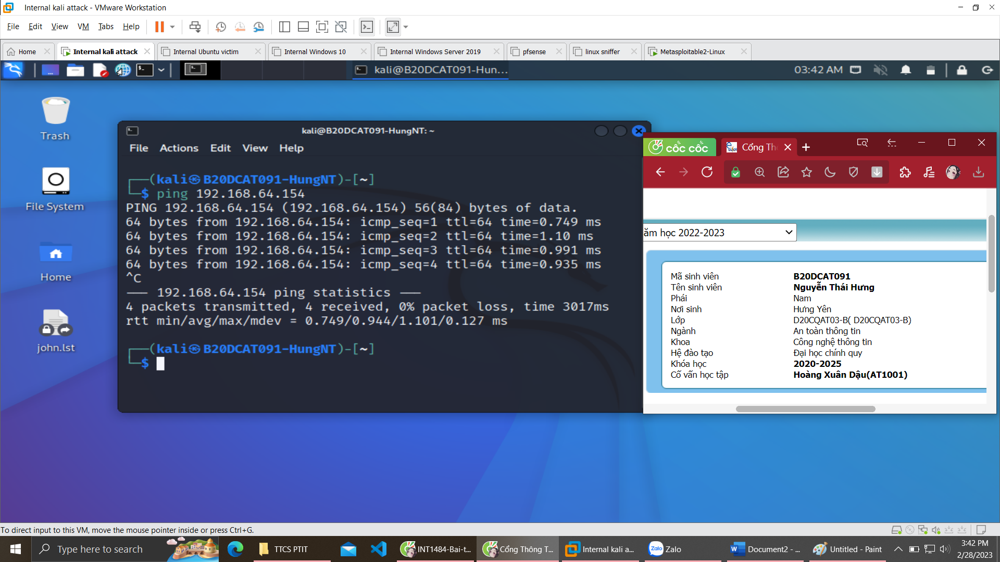 Internal kali attack - VMware Workstation
File Edit View VM Tabs Help
Home Internal kali attack Internal Ubuntu victim Internal Windows 10 Internal Windows Server 2019 pfsense linux sniffer Metasploitable2-Linux
kali@B20DCAT091-Hun... 03:42 AM
Trash
File System
Home
john.lst
kali@B20DCAT091-HungNT: ~
File Actions Edit View Help
┌──(kali㉿B20DCAT091-HungNT)-[~]
└─$ ping 192.168.64.154
PING 192.168.64.154 (192.168.64.154) 56(84) bytes of data.
64 bytes from 192.168.64.154: icmp_seq=1 ttl=64 time=0.749 ms
64 bytes from 192.168.64.154: icmp_seq=2 ttl=64 time=1.10 ms
64 bytes from 192.168.64.154: icmp_seq=3 ttl=64 time=0.991 ms
64 bytes from 192.168.64.154: icmp_seq=4 ttl=64 time=0.935 ms
^C
--- 192.168.64.154 ping statistics ---
4 packets transmitted, 4 received, 0% packet loss, time 3017ms
rtt min/avg/max/mdev = 0.749/0.944/1.101/0.127 ms
┌──(kali㉿B20DCAT091-HungNT)-[~]
└─$
cốc cốc Cổng Th
ăm học 2022-2023
Mã sinh viên B20DCAT091
Tên sinh viên Nguyễn Thái Hưng
Phái Nam
Nơi sinh Hưng Yên
Lớp D20CQAT03-B( D20CQAT03-B)
Ngành An toàn thông tin
Khoa Công nghệ thông tin
Hệ đào tạo Đại học chính quy
Khóa học 2020-2025
Cố vấn học tập Hoàng Xuân Dậu(AT1001)
To direct input to this VM, move the mouse pointer inside or press Ctrl+G.
Type here to search TTCS PTIT INT1484-Bai-t... Cổng Thông T... Internal kali a... Zalo Zalo Document2 - ... Untitled - Paint 3:42 PM
2/28/2023